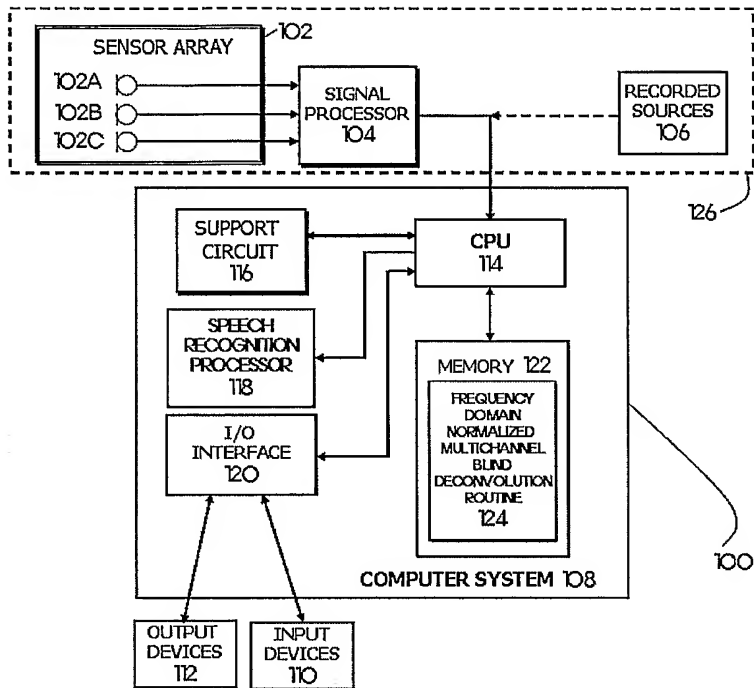 SENSOR ARRAY
102
102A
102B
102C
SIGNAL
PROCESSOR
104
RECORDED
SOURCES
106
126
SUPPORT
CIRCUIT
116
CPU
114
SPEECH
RECOGNITION
PROCESSOR
118
I/O
INTERFACE
120
MEMORY 122
FREQUENCY
DOMAIN
NORMALIZED
MULTICHANNEL
BLIND
DECONVOLUTION
ROUTINE
124
100
COMPUTER SYSTEM 108
OUTPUT
DEVICES
112
INPUT
DEVICES
110